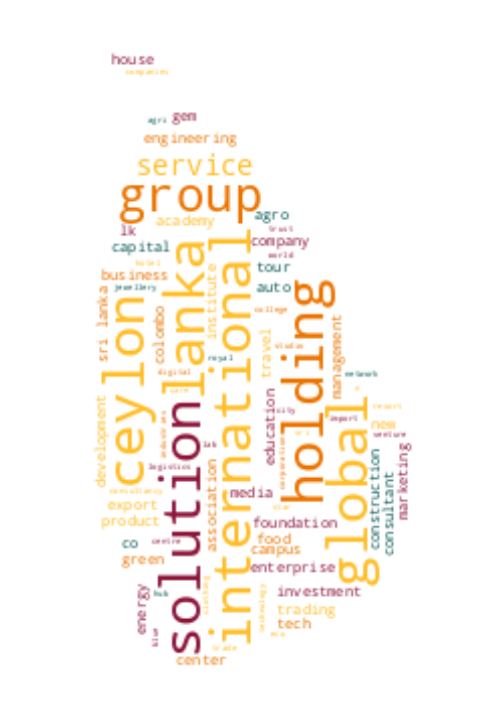 house
companies
agri
gem
engineering
service
group
academy
agro
lk
trust
capital
company
world
hotel
tour
business
jewellery
auto
lanka
international
institute
ceylon
sri lanka
colombo
college
holding
management
travel
studio
royal
digital
network
care
solution
global
education
city
import
resort
new
venture
development
industries
lab
corporation
marketing
construction
consultant
logistics
association
consultancy
media
export
star
product
foundation
co
centre
food
campus
green
enterprise
energy
hub
clothing
technology
investment
trading
tech
eco
blue
trade
center